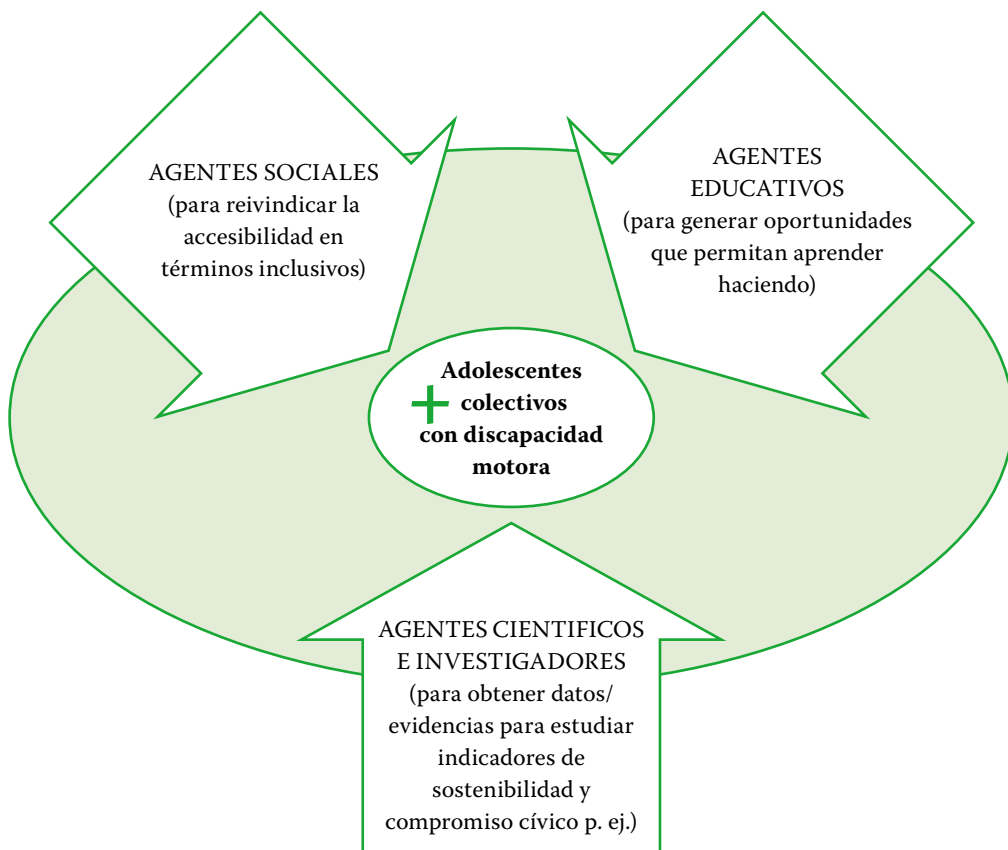 AGENTES SOCIALES
(para reivindicar la
accesibilidad en
términos inclusivos)
AGENTES
EDUCATIVOS
(para generar oportunidades
que permitan aprender
haciendo)
Adolescentes
+ colectivos
con discapacidad
motora
AGENTES CIENTIFICOS
E INVESTIGADORES
(para obtener datos/
evidencias para estudiar
indicadores de
sostenibilidad y
compromiso cívico p. ej.)